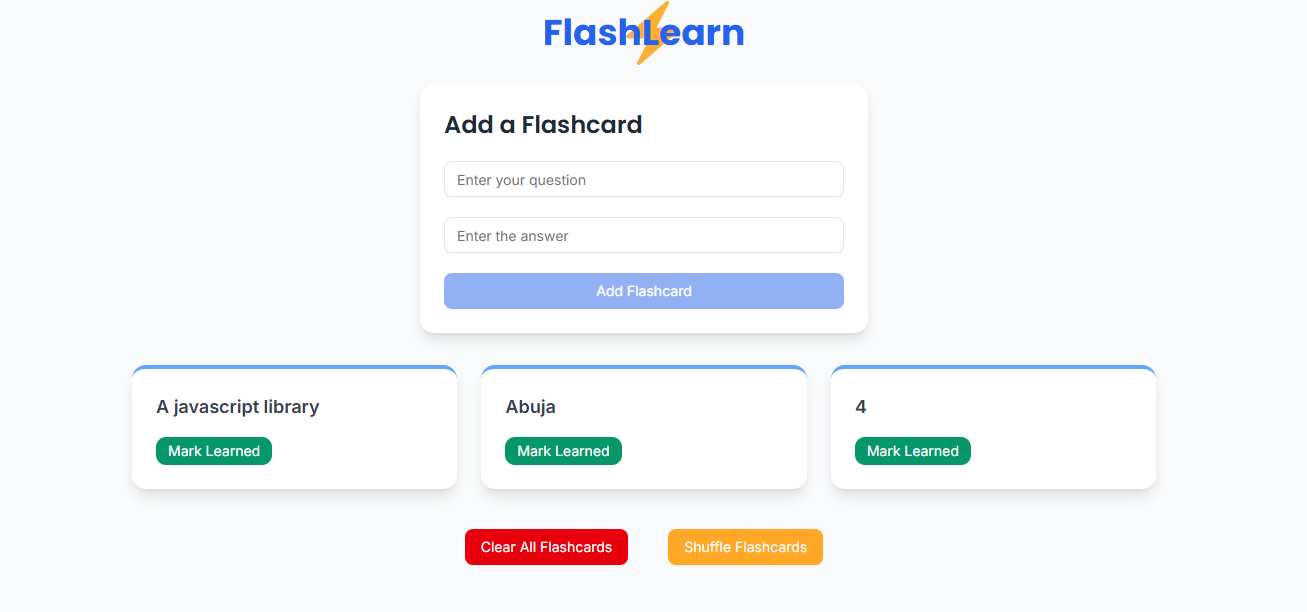 FlashLearn
Add a Flashcard
Enter your question
Enter the answer
Add Flashcard
A javascript library
Mark Learned
Abuja
Mark Learned
4
Mark Learned
Clear All Flashcards
Shuffle Flashcards